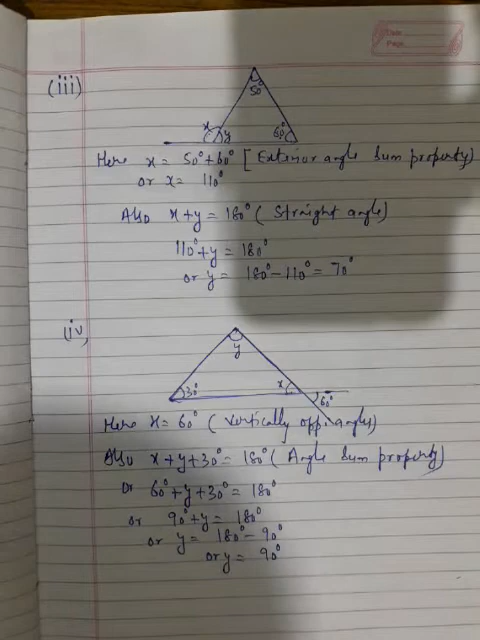 Date
Page
(iii)
50°
x y 60°
Here x = 50° + 60° [Exterior angle sum property)
or x = 110°
Also x + y = 180° (Straight angle)
110° + y = 180°
or y = 180° - 110° = 70°
(iv)
y
30° x 60°
Here x = 60° (Vertically opp. angles)
Also x + y + 30° = 180° (Angle sum property)
Or 60° + y + 30° = 180°
or 90° + y = 180°
or y = 180° - 90°
or y = 90°